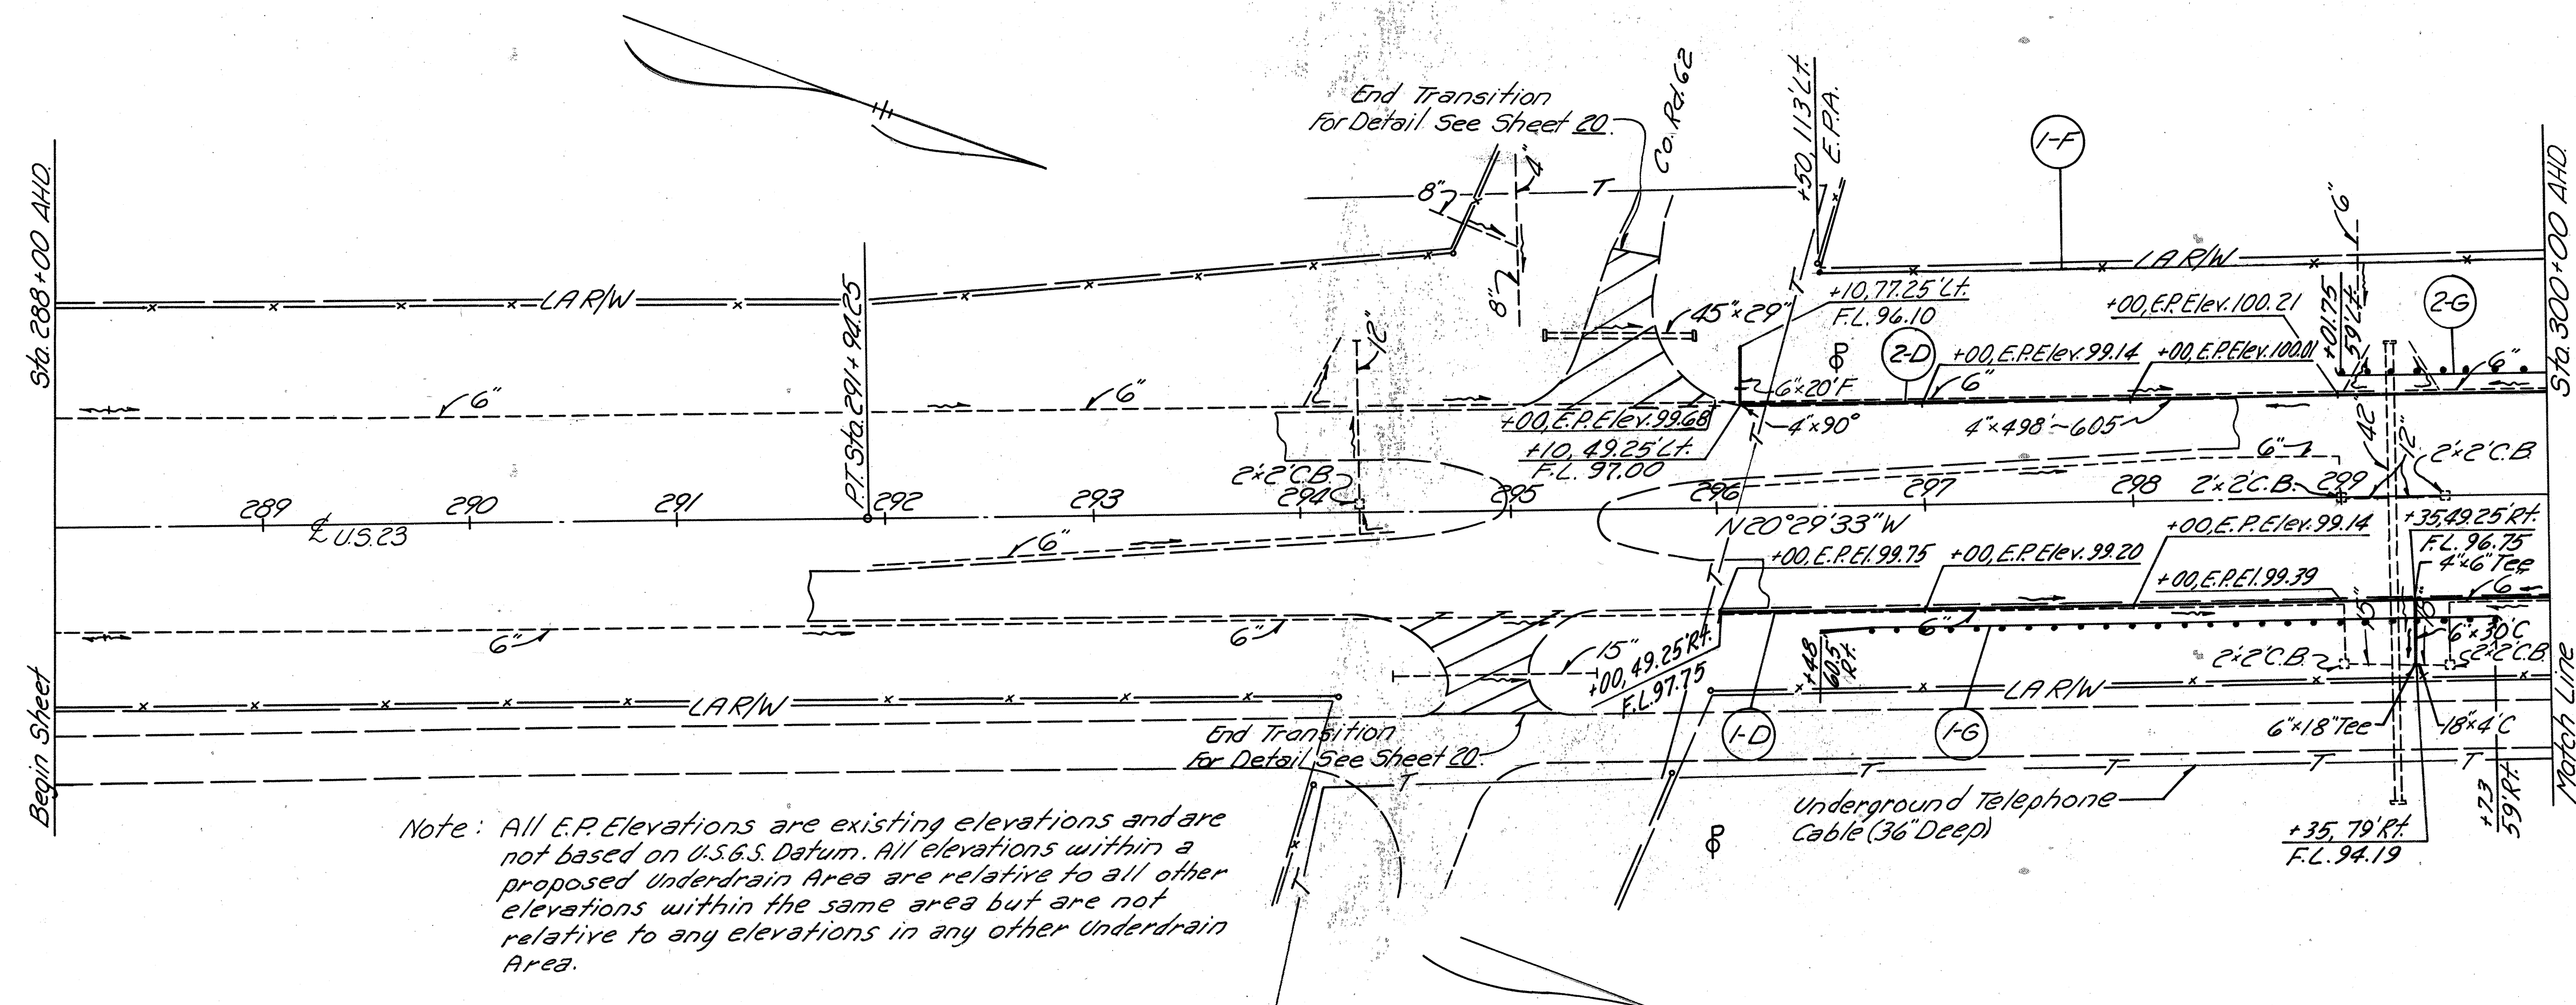 Sta. 288+00 AHD.
Begin Sheet
End Transition
For Detail See Sheet 20
Co. Rd. 62
+50, 113' Lt.
E.P.A.
1-F
8"
4"
T
8"
6"
Sta. 300+00 AHD.
Match Line
LA R/W
LA R/W
P.T. Sta. 291+94.25
12"
45"×29"
T
+10, 77.25' Lt.
F.L. 96.10
+00, E.P. Elev. 100.21
+01.75
59' Lt.
2-G
2-D
+00, E.P. Elev. 99.14
+00, E.P. Elev. 100.01
6"
6"
6"
6"
6"×20' F
6"
+00, E.P. Elev. 99.68
4"×90°
4"×498'~605
+10, 49.25' Lt.
F.L. 97.00
T
42"
12"
6"
2'×2' C.B.
2'×2' C.B.
2'×2' C.B.
289
290
291
292
293
294
295
296
297
298
299
℄ U.S. 23
N20°29'33"W
+00, E.P. Elev. 99.14
+35, 49.25' Rt.
F.L. 96.75
4"×6" Tee
6"
T
+00, E.P. El. 99.75
+00, E.P. Elev. 99.20
+00, E.P. El. 99.39
6
15"
18"
6"
6"
6"
6"×30' C
2'×2' C.B.
2'×2' C.B.
15"
+00, 49.25' Rt.
F.L. 97.75
+48
60.5
Rt.
LA R/W
LA R/W
1-D
1-G
6"×18" Tee
18"×4' C
End Transition
For Detail See Sheet 20
T
T
T
T
T
Underground Telephone
Cable (36" Deep)
+73
59' Rt.
+35, 79' Rt.
F.L. 94.19
T
Note: All E.P. Elevations are existing elevations and are
not based on U.S.G.S. Datum. All elevations within a
proposed Underdrain Area are relative to all other
elevations within the same area but are not
relative to any elevations in any other Underdrain
Area.